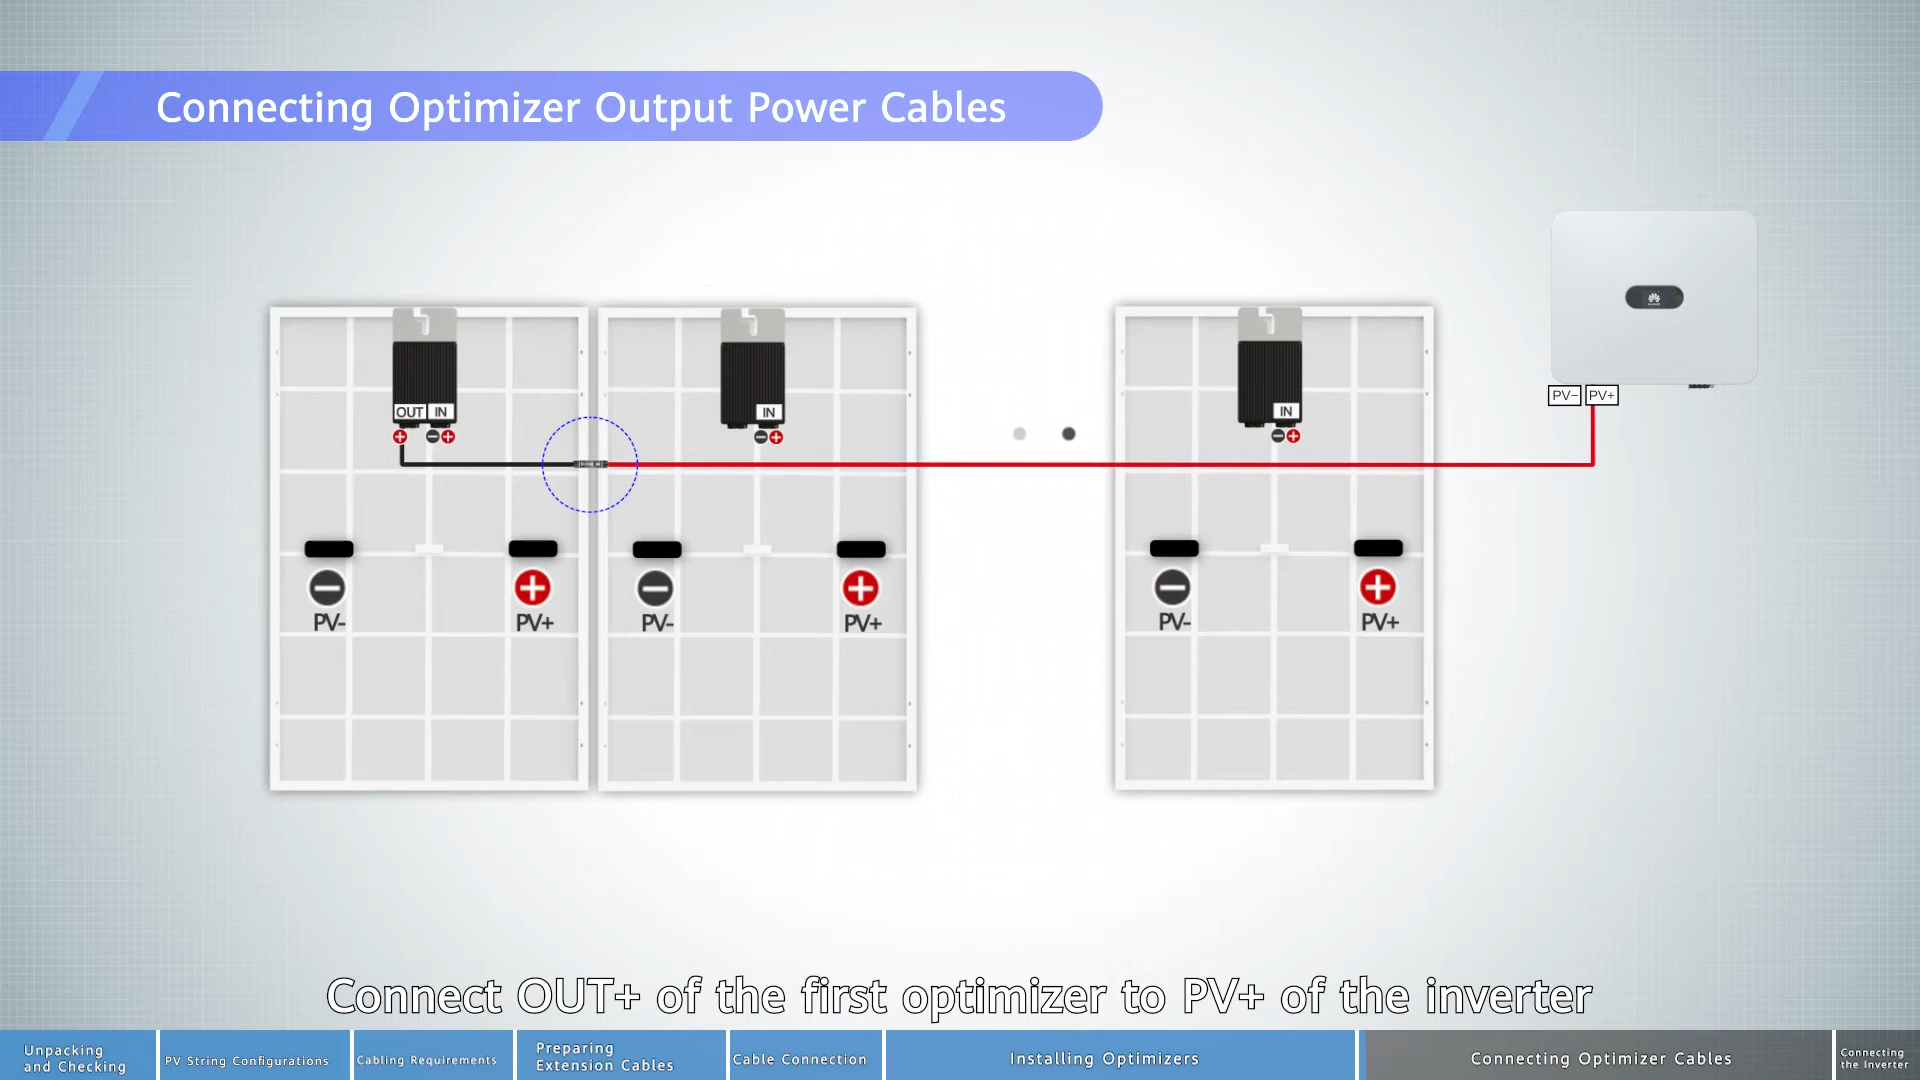 Connecting Optimizer Output Power Cables
PV- PV+
OUT IN
IN
IN
PV- PV+
PV- PV+
PV- PV+
Connect OUT+ of the first optimizer to PV+ of the inverter
Unpacking
and Checking
PV String Configurations
Cabling Requirements
Preparing
Extension Cables
Cable Connection
Installing Optimizers
Connecting Optimizer Cables
Connecting
the Inverter